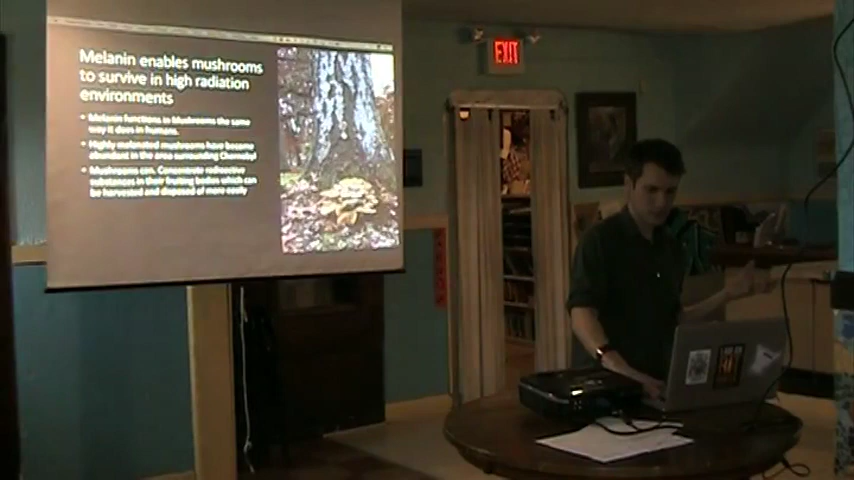 Melanin enables mushrooms
to survive in high radiation
environments
• Melanin functions in Mushrooms the same
way it does in humans.
• Highly melanated mushrooms have become
abundant in the area surrounding Chernobyl
• Mushrooms can. Concentrate radioactive
substances in their fruiting bodies which can
be harvested and disposed of more easily
EXIT